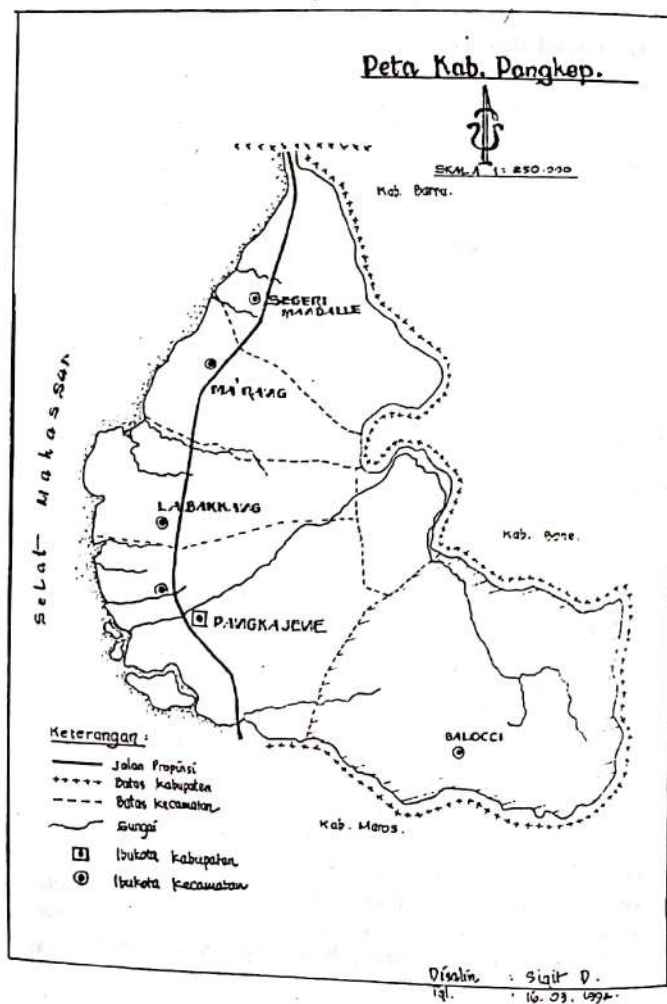 Peta Kab. Pangkep.
SKALA 1: 250.000
Kab. Barru.
SEGERI
MANDALLE
MA'RANG
Selat Makassar
LABAKKANG
Kab. Bone.
PANGKAJENE
BALOCCI
Kab. Maros.
Keterangan:
Jalan Propinsi
Batas kabupaten
Batas kecamatan
Sungai
Ibukota kabupaten
Ibukota kecamatan
Disalin : Sigit D.
Tgl. 16. 03.